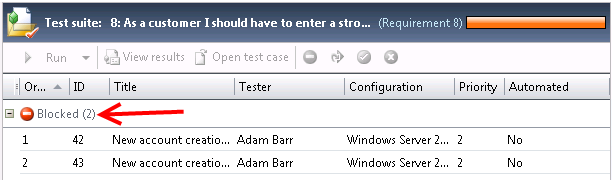 Test suite: 8: As a customer I should have to enter a stro... (Requirement 8)
Run View results Open test case
Or... ID Title Tester Configuration Priority Automated
Blocked (2)
1 42 New account creatio... Adam Barr Windows Server 2... 2 No
2 43 New account creatio... Adam Barr Windows Server 2... 2 No